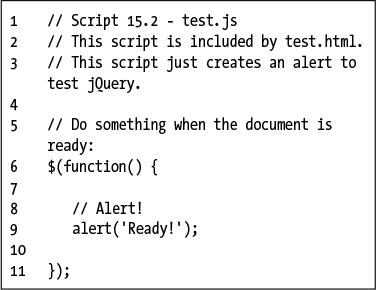 1 // Script 15.2 - test.js
2 // This script is included by test.html.
3 // This script just creates an alert to
test jQuery.
4
5 // Do something when the document is
ready:
6 $(function() {
7
8 // Alert!
9 alert('Ready!');
10
11 });